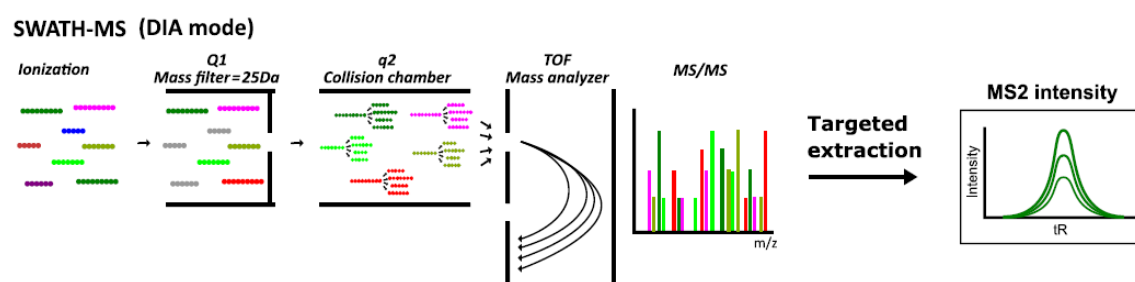 SWATH-MS (DIA mode)
Ionization
Q1
Mass filter=25Da
q2
Collision chamber
TOF
Mass analyzer
MS/MS
m/z
Targeted
extraction
MS2 intensity
Intensity
tR